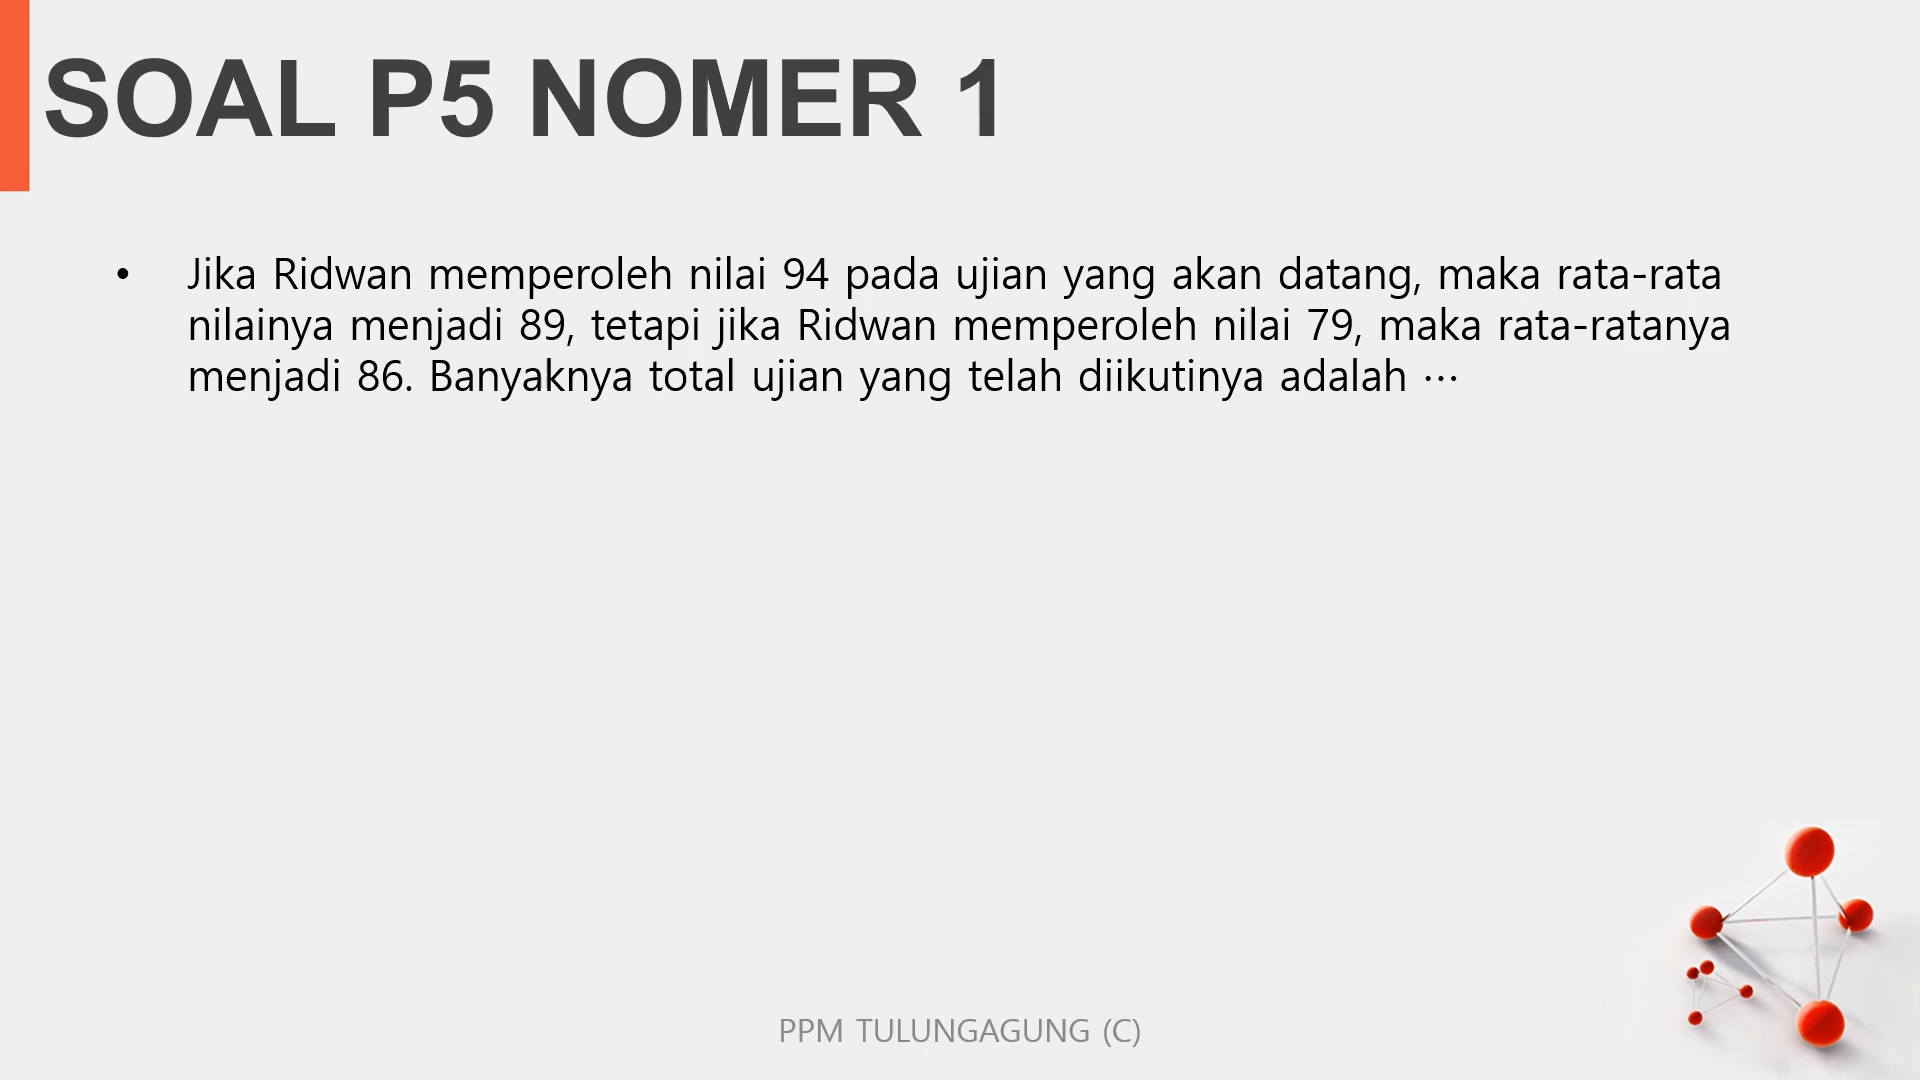 SOAL P5 NOMER 1
• Jika Ridwan memperoleh nilai 94 pada ujian yang akan datang, maka rata-rata
nilainya menjadi 89, tetapi jika Ridwan memperoleh nilai 79, maka rata-ratanya
menjadi 86. Banyaknya total ujian yang telah diikutinya adalah ⋯
PPM TULUNGAGUNG (C)